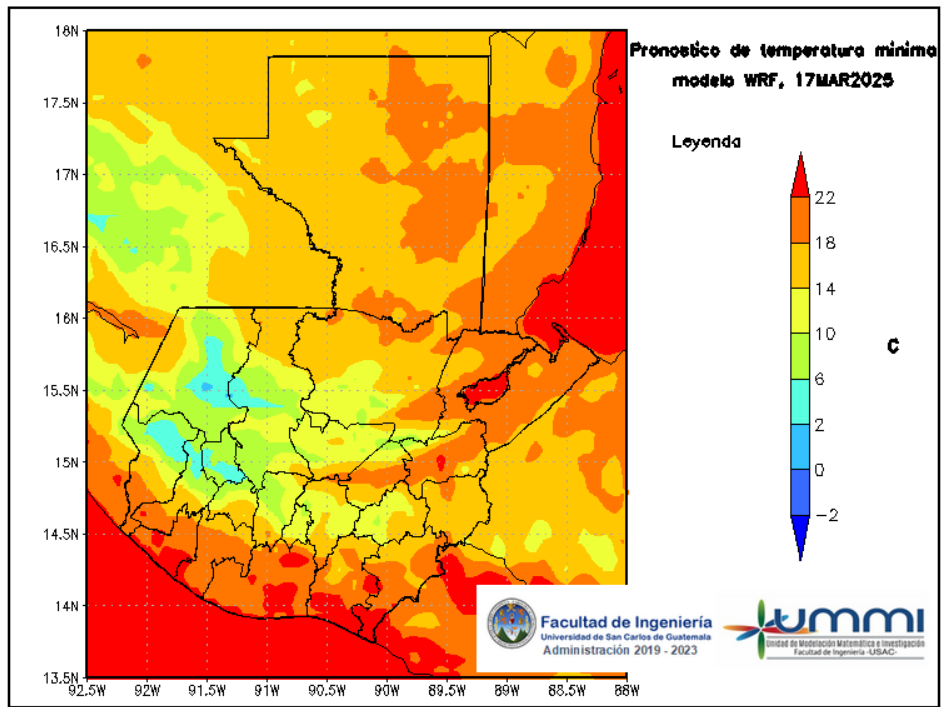 Pronostico de temperatura minima
modelo WRF, 17MAR2025
Leyenda
22
18
14
10
6
2
0
−2
C
18N
17.5N
17N
16.5N
16N
15.5N
15N
14.5N
14N
13.5N
92.5W
92W
91.5W
91W
90.5W
90W
89.5W
89W
88.5W
88W
Facultad de Ingeniería
Universidad de San Carlos de Guatemala
Administración 2019 - 2023
ummi
Unidad de Modelación Matemática e Investigación
Facultad de Ingeniería -USAC-